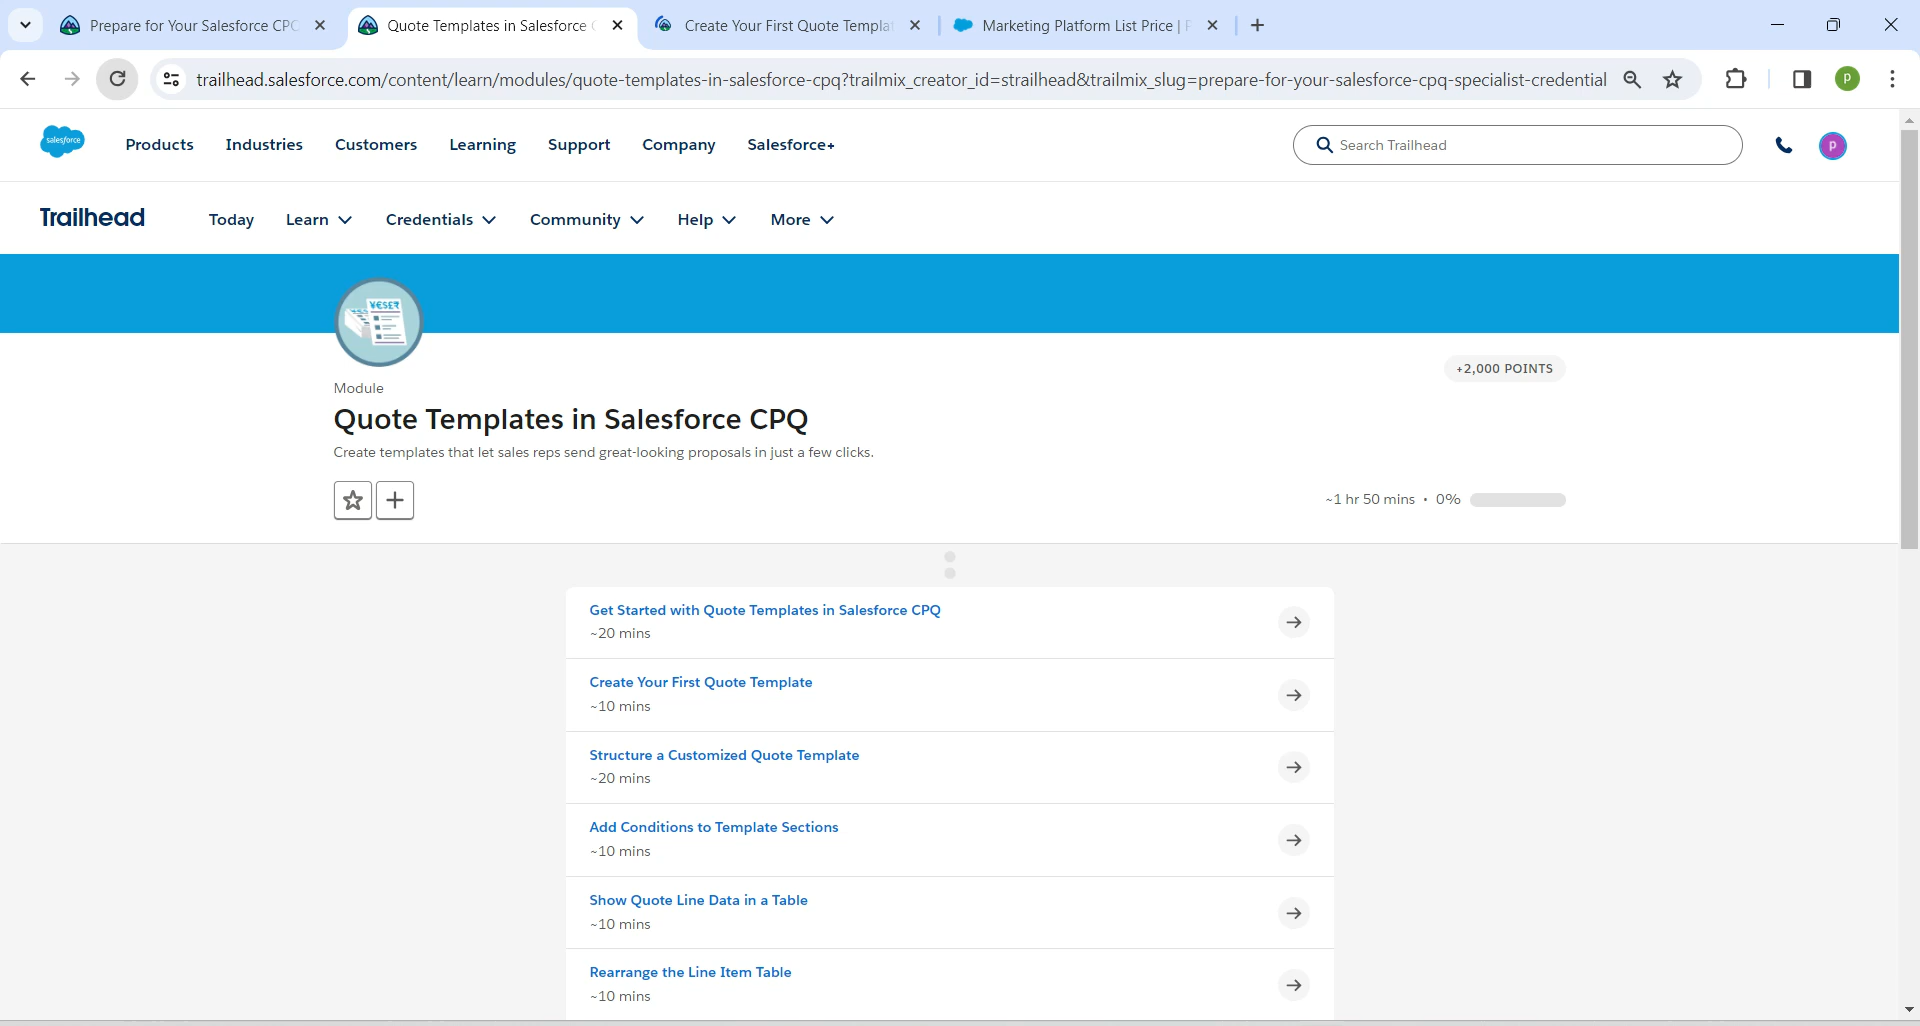 Prepare for Your Salesforce CPQ
Quote Templates in Salesforce
Create Your First Quote Templa
Marketing Platform List Price |
trailhead.salesforce.com/content/learn/modules/quote-templates-in-salesforce-cpq?trailmix_creator_id=strailhead&trailmix_slug=prepare-for-your-salesforce-cpq-specialist-credential
P
salesforce
Products
Industries
Customers
Learning
Support
Company
Salesforce+
Search Trailhead
P
Trailhead
Today
Learn
Credentials
Community
Help
More
¥€$£₹
+2,000 POINTS
Module
Quote Templates in Salesforce CPQ
Create templates that let sales reps send great-looking proposals in just a few clicks.
~1 hr 50 mins • 0%
Get Started with Quote Templates in Salesforce CPQ
~20 mins
Create Your First Quote Template
~10 mins
Structure a Customized Quote Template
~20 mins
Add Conditions to Template Sections
~10 mins
Show Quote Line Data in a Table
~10 mins
Rearrange the Line Item Table
~10 mins